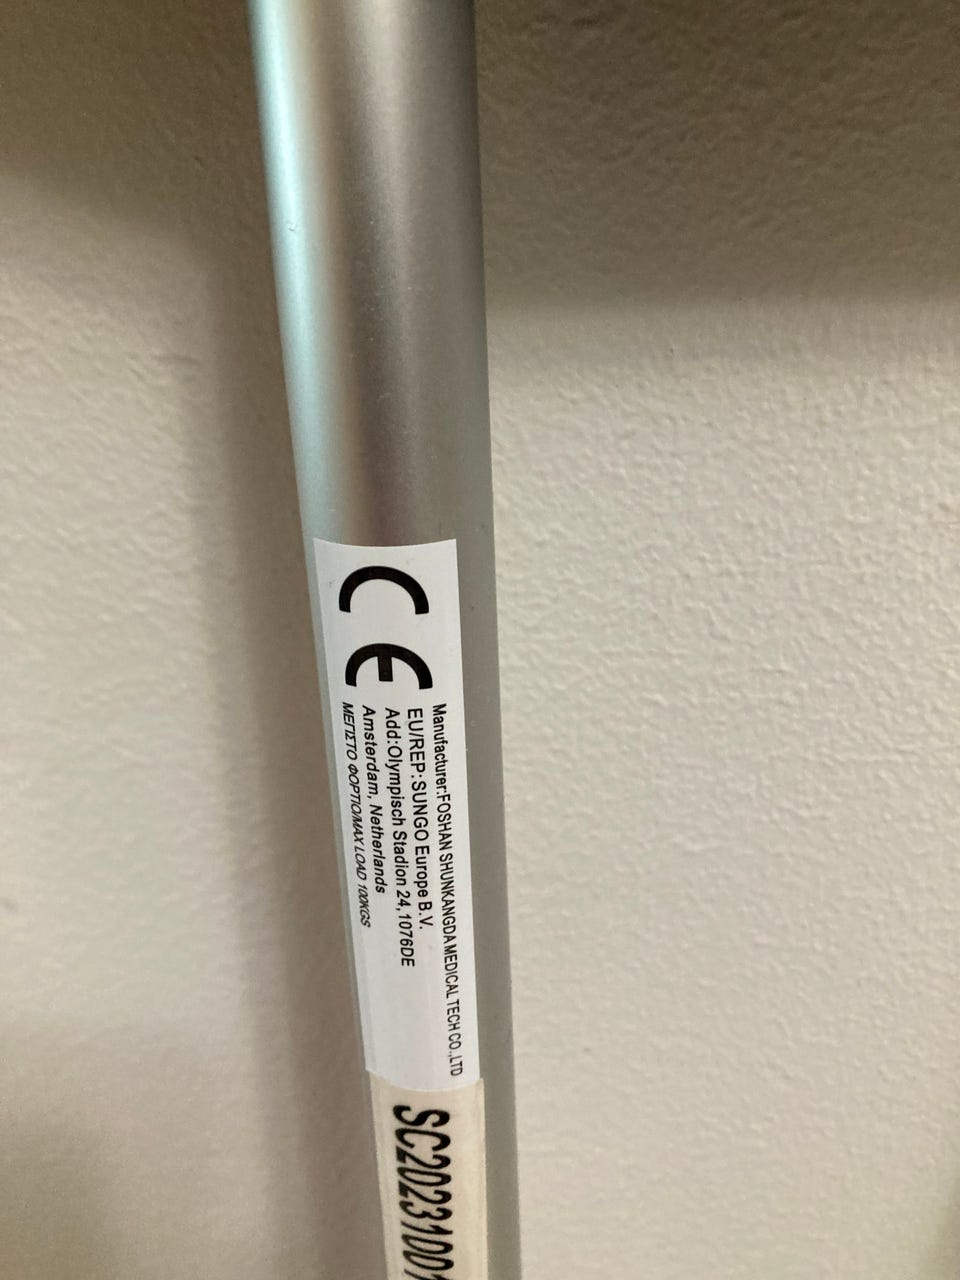 CE
Manufacturer:FOSHAN SHUNKANGDA MEDICAL TECH CO.,LTD
EU/REP:SUNGO Europe B.V.
Add:Olympisch Stadion 24,1076DE
Amsterdam, Netherlands
ΜΕΓΙΣΤΟ ΦΟΡΤΙΟ/MAX LOAD 100KGS
SC20231001